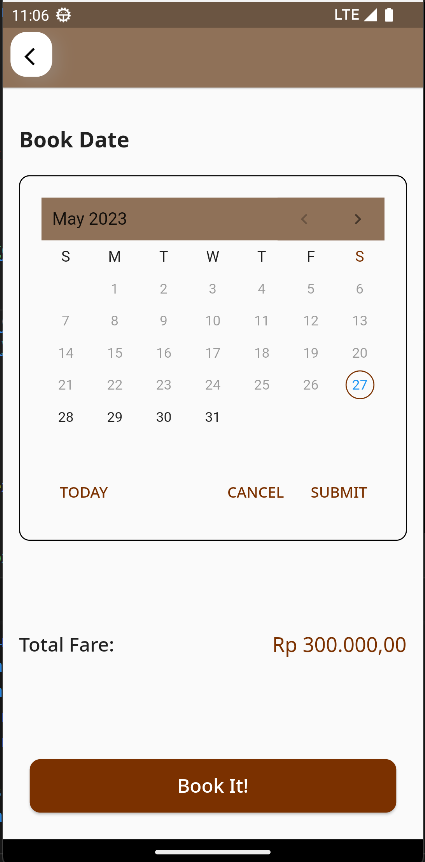 11:06 LTE
Book Date
May 2023
S M T W T F S
1 2 3 4 5 6
7 8 9 10 11 12 13
14 15 16 17 18 19 20
21 22 23 24 25 26 27
28 29 30 31
TODAY CANCEL SUBMIT
Total Fare: Rp 300.000,00
Book It!